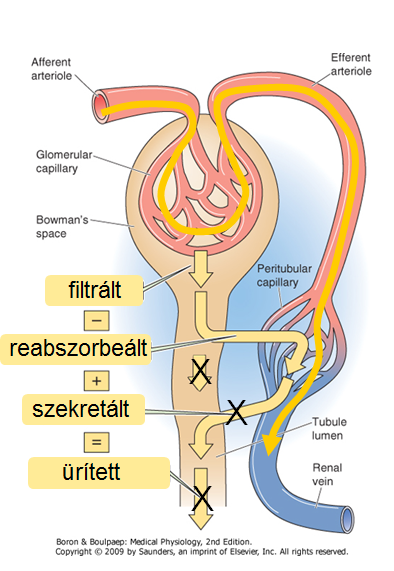 Afferent
arteriole
Efferent
arteriole
Glomerular
capillary
Bowman's
space
Peritubular
capillary
filtrált
–
reabszorbeált
+
X
szekretált
X
=
Tubule
lumen
ürített
X
Renal
vein
Boron & Boulpaep: Medical Physiology, 2nd Edition.
Copyright © 2009 by Saunders, an imprint of Elsevier, Inc. All rights reserved.